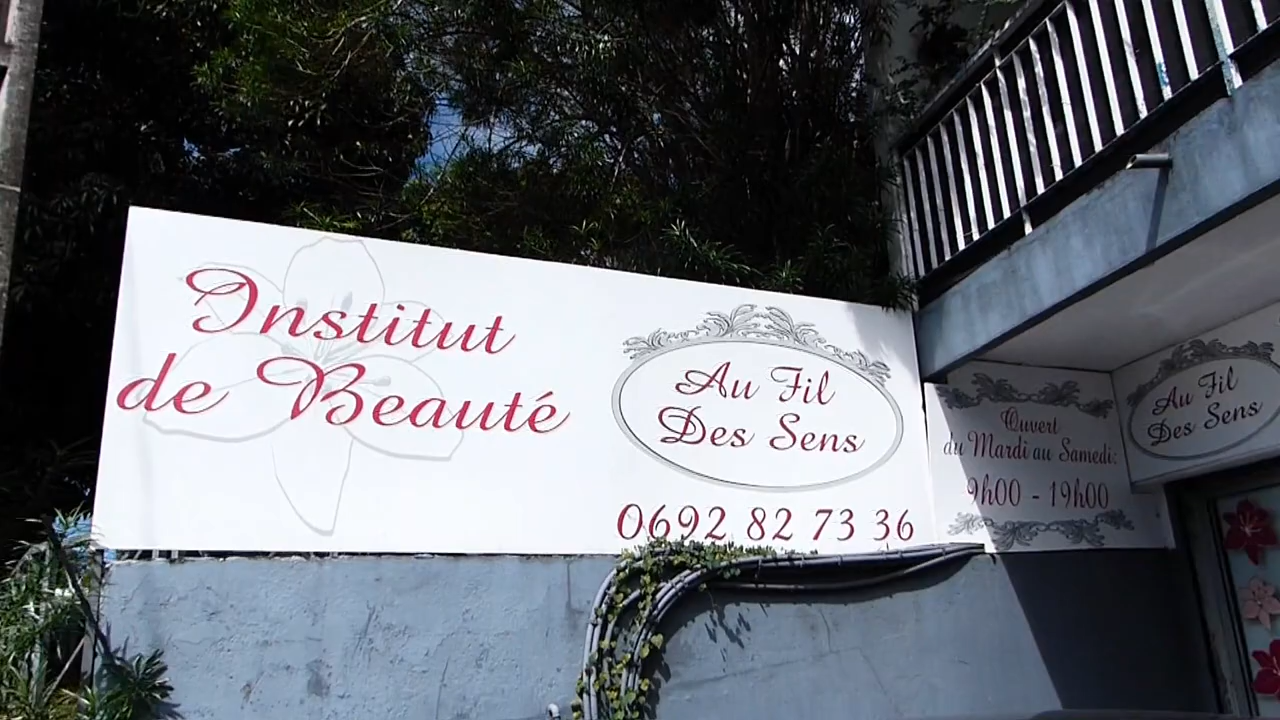 Institut
de Beauté
Au Fil
Des Sens
0692 82 73 36
Ouvert
du Mardi au Samedi:
9h00 - 19h00
Au Fil
Des Sens